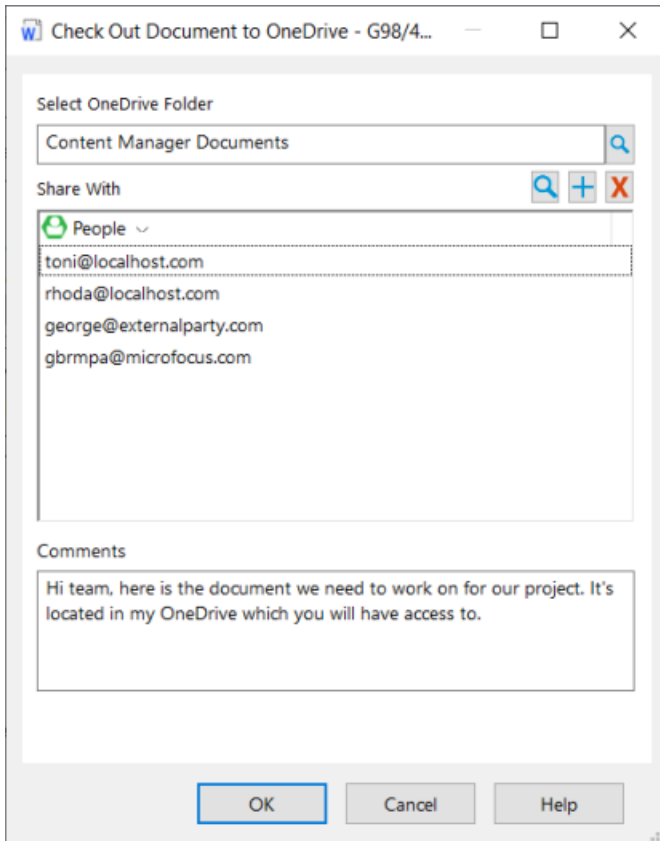 Check Out Document to OneDrive - G98/4...
Select OneDrive Folder
Content Manager Documents
Share With
People
toni@localhost.com
rhoda@localhost.com
george@externalparty.com
gbrmpa@microfocus.com
Comments
Hi team, here is the document we need to work on for our project. It's
located in my OneDrive which you will have access to.
OK Cancel Help